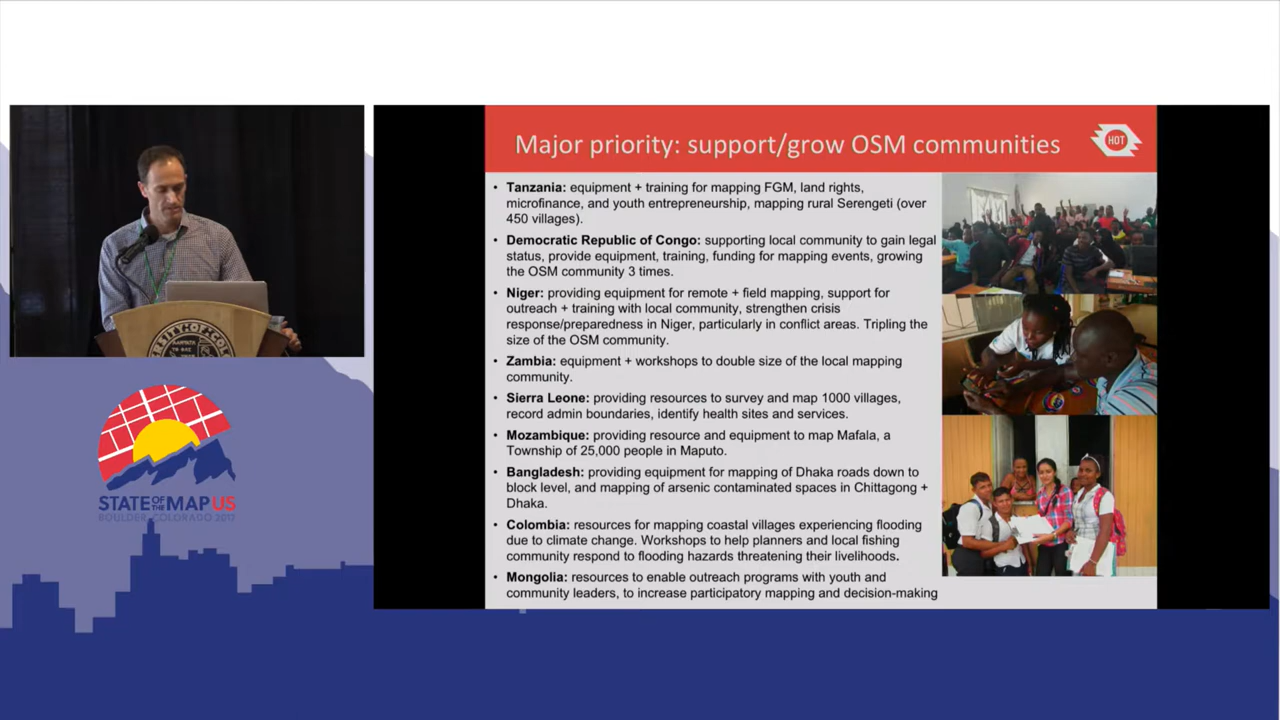 Major priority: support/grow OSM communities
HOT
• Tanzania: equipment + training for mapping FGM, land rights,
microfinance, and youth entrepreneurship, mapping rural Serengeti (over
450 villages).
• Democratic Republic of Congo: supporting local community to gain legal
status, provide equipment, training, funding for mapping events, growing
the OSM community 3 times.
• Niger: providing equipment for remote + field mapping, support for
outreach + training with local community, strengthen crisis
response/preparedness in Niger, particularly in conflict areas. Tripling the
size of the OSM community.
• Zambia: equipment + workshops to double size of the local mapping
community.
• Sierra Leone: providing resources to survey and map 1000 villages,
record admin boundaries, identify health sites and services.
• Mozambique: providing resource and equipment to map Mafala, a
Township of 25,000 people in Maputo.
• Bangladesh: providing equipment for mapping of Dhaka roads down to
block level, and mapping of arsenic contaminated spaces in Chittagong +
Dhaka.
• Colombia: resources for mapping coastal villages experiencing flooding
due to climate change. Workshops to help planners and local fishing
community respond to flooding hazards threatening their livelihoods.
• Mongolia: resources to enable outreach programs with youth and
community leaders, to increase participatory mapping and decision-making
STATE OF THE MAP US
BOULDER, COLORADO 2017